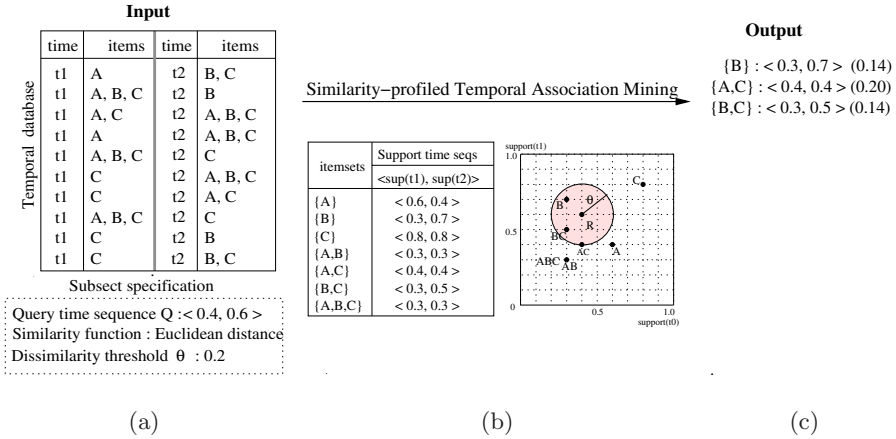 Input
time items time items
t1 A t2 B, C
t1 A, B, C t2 B
t1 A, C t2 A, B, C
t1 A t2 A, B, C
t1 A, B, C t2 C
t1 C t2 A, B, C
t1 C t2 A, C
t1 A, B, C t2 C
t1 C t2 B
t1 C t2 B, C
Temporal database
Subsect specification
Query time sequence Q :< 0.4, 0.6 >
Similarity function : Euclidean distance
Dissimilarity threshold θ : 0.2
(a)
Similarity−profiled Temporal Association Mining
itemsets Support time seqs
<sup(t1), sup(t2)>
{A} < 0.6, 0.4 >
{B} < 0.3, 0.7 >
{C} < 0.8, 0.8 >
{A,B} < 0.3, 0.3 >
{A,C} < 0.4, 0.4 >
{B,C} < 0.3, 0.5 >
{A,B,C} < 0.3, 0.3 >
support(t1)
1.0
C
θ
B
R
0.5
BC
AC
A
ABC
AB
0
0.5
1.0
support(t0)
(b)
Output
{B} : < 0.3, 0.7 > (0.14)
{A,C} : < 0.4, 0.4 > (0.20)
{B,C} : < 0.3, 0.5 > (0.14)
(c)